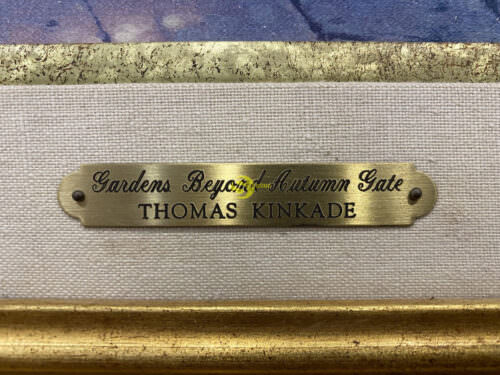 Gardens Beyond Autumn Gate
THOMAS KINKADE